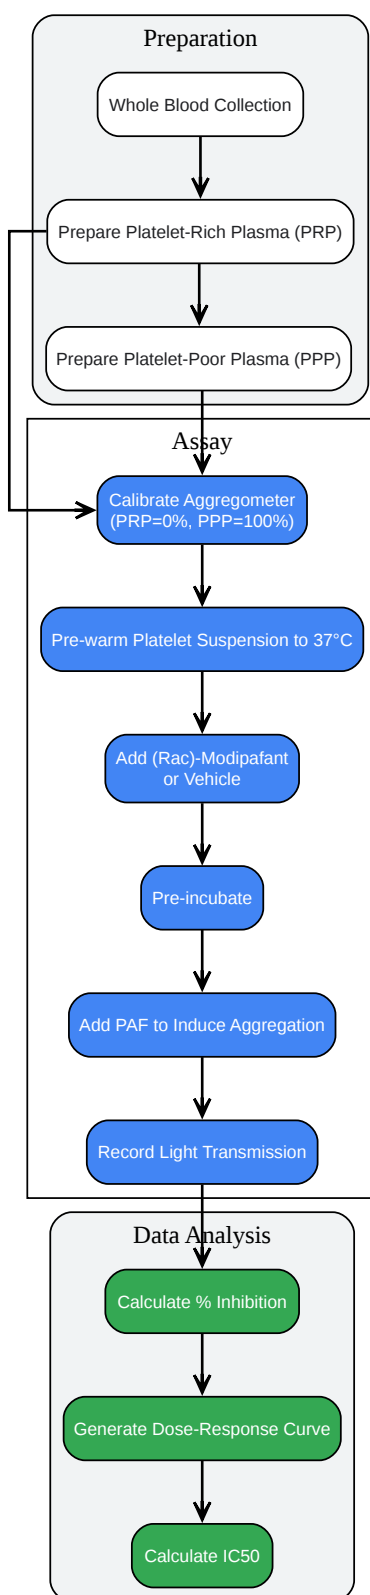 Preparation
Whole Blood Collection
Prepare Platelet-Rich Plasma (PRP)
Prepare Platelet-Poor Plasma (PPP)
Assay
Calibrate Aggregometer
(PRP=0%, PPP=100%)
Pre-warm Platelet Suspension to 37°C
Add (Rac)-Modipafant
or Vehicle
Pre-incubate
Add PAF to Induce Aggregation
Record Light Transmission
Data Analysis
Calculate % Inhibition
Generate Dose-Response Curve
Calculate IC50